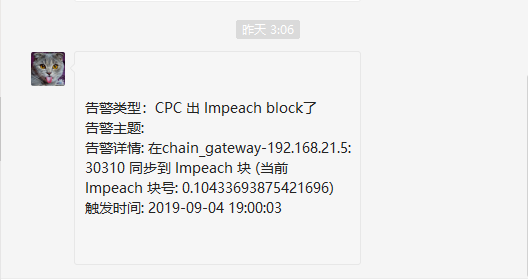 昨天 3:06
告警类型：CPC 出 Impeach block了
告警主题:
告警详情: 在chain_gateway-192.168.21.5:
30310 同步到 Impeach 块 (当前
Impeach 块号: 0.10433693875421696)
触发时间: 2019-09-04 19:00:03